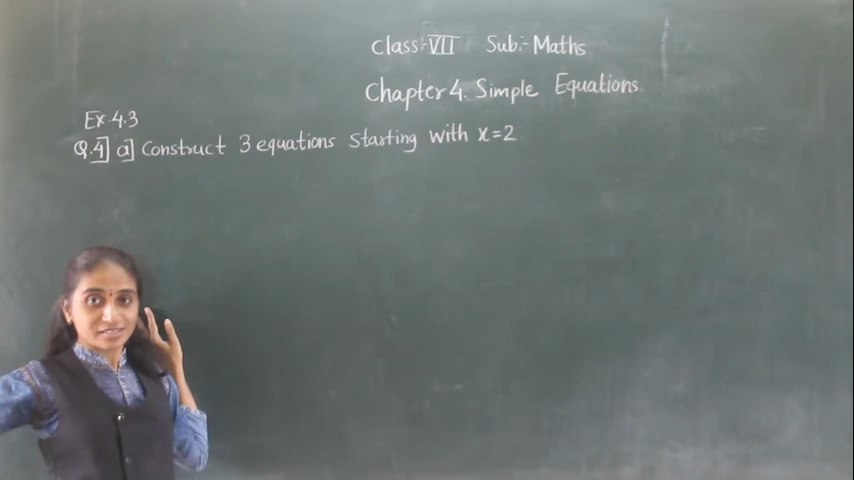 Class:-VII Sub:- Maths
Chapter 4. Simple Equations.
Ex. 4.3
Q.4] a] Construct 3 equations starting with x=2